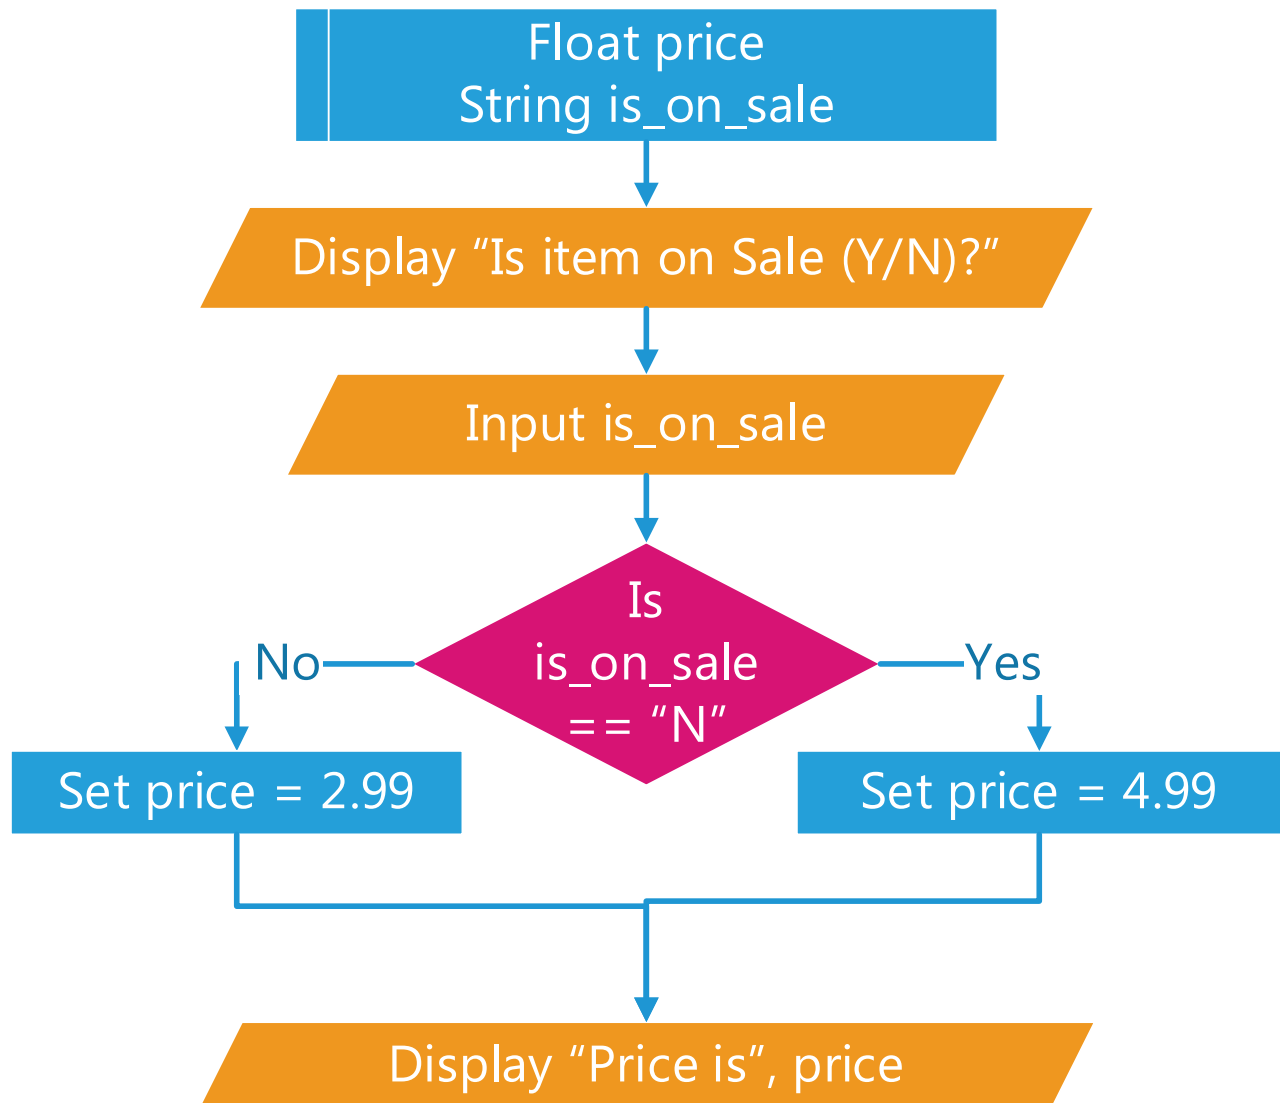 Float price
String is_on_sale
Display “Is item on Sale (Y/N)?”
Input is_on_sale
Is
is_on_sale
== “N”
No
Yes
Set price = 2.99
Set price = 4.99
Display “Price is”, price